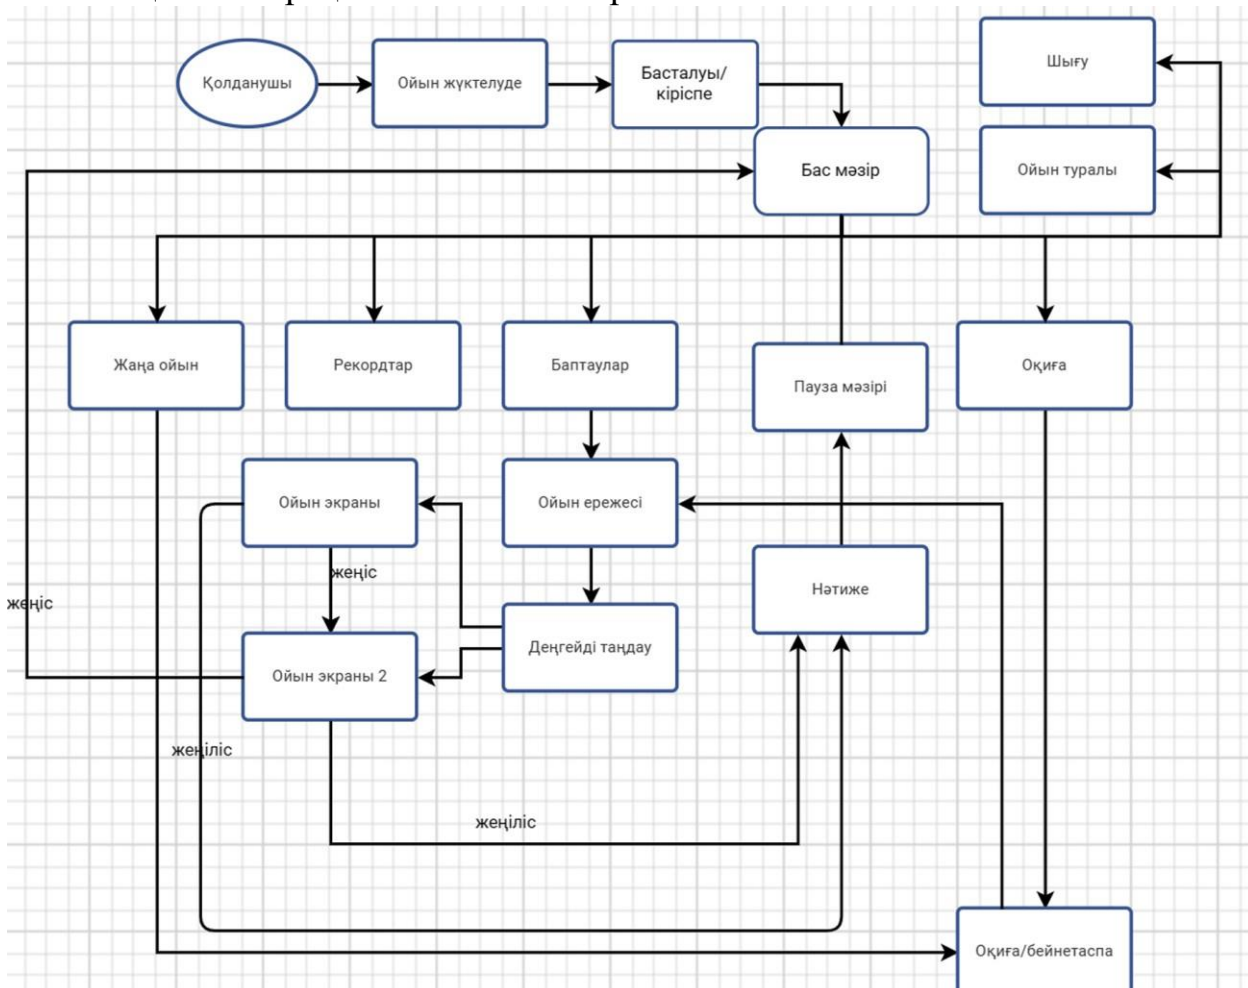 Шығу
Қолданушы
Ойын жүктелуде
Басталуы/
кіріспе
Бас мәзір
Ойын туралы
Жаңа ойын
Рекордтар
Баптаулар
Пауза мәзірі
Оқиға
Ойын экраны
Ойын ережесі
жеңіс
Нәтиже
жеңіс
Деңгейді таңдау
Ойын экраны 2
жеңіліс
жеңіліс
Оқиға/бейнетаспа